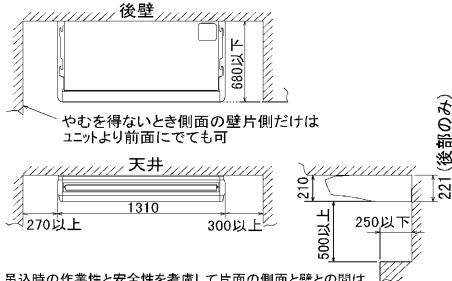 後壁
680以下
やむを得ないとき側面の壁片側だけは
ユニットより前面にでても可
天井
1310
270以上
300以上
210
221(後部のみ)
500以上
250以下
吊込時の作業性と安全性を考慮して片面の側面と壁との間は